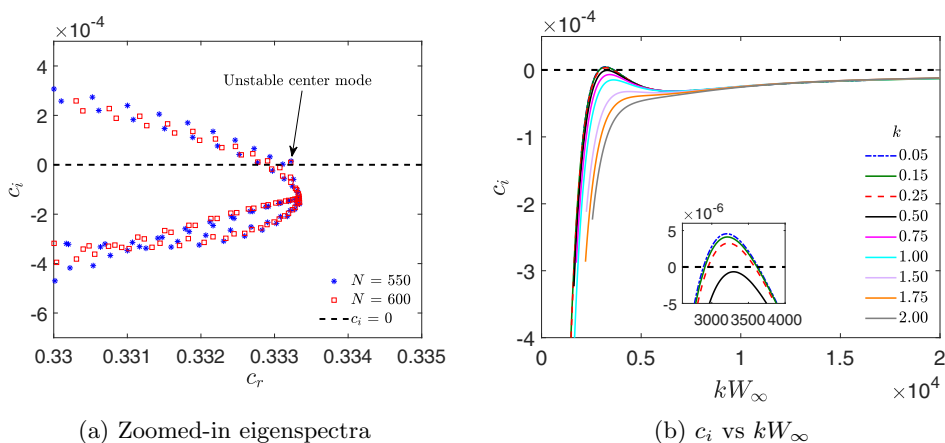 ×10⁻⁴
4
2
0
-2
-4
-6
c_i
Unstable center mode
N = 550
N = 600
c_i = 0
0.33 0.331 0.332 0.333 0.334 0.335
c_r
(a) Zoomed-in eigenspectra
×10⁻⁴
0
-1
-2
-3
-4
c_i
k
0.05
0.15
0.25
0.50
0.75
1.00
1.50
1.75
2.00
×10⁻⁶
5
0
-5
3000 3500 4000
0 0.5 1 1.5 2
×10⁴
kW_∞
(b) c_i vs kW_∞